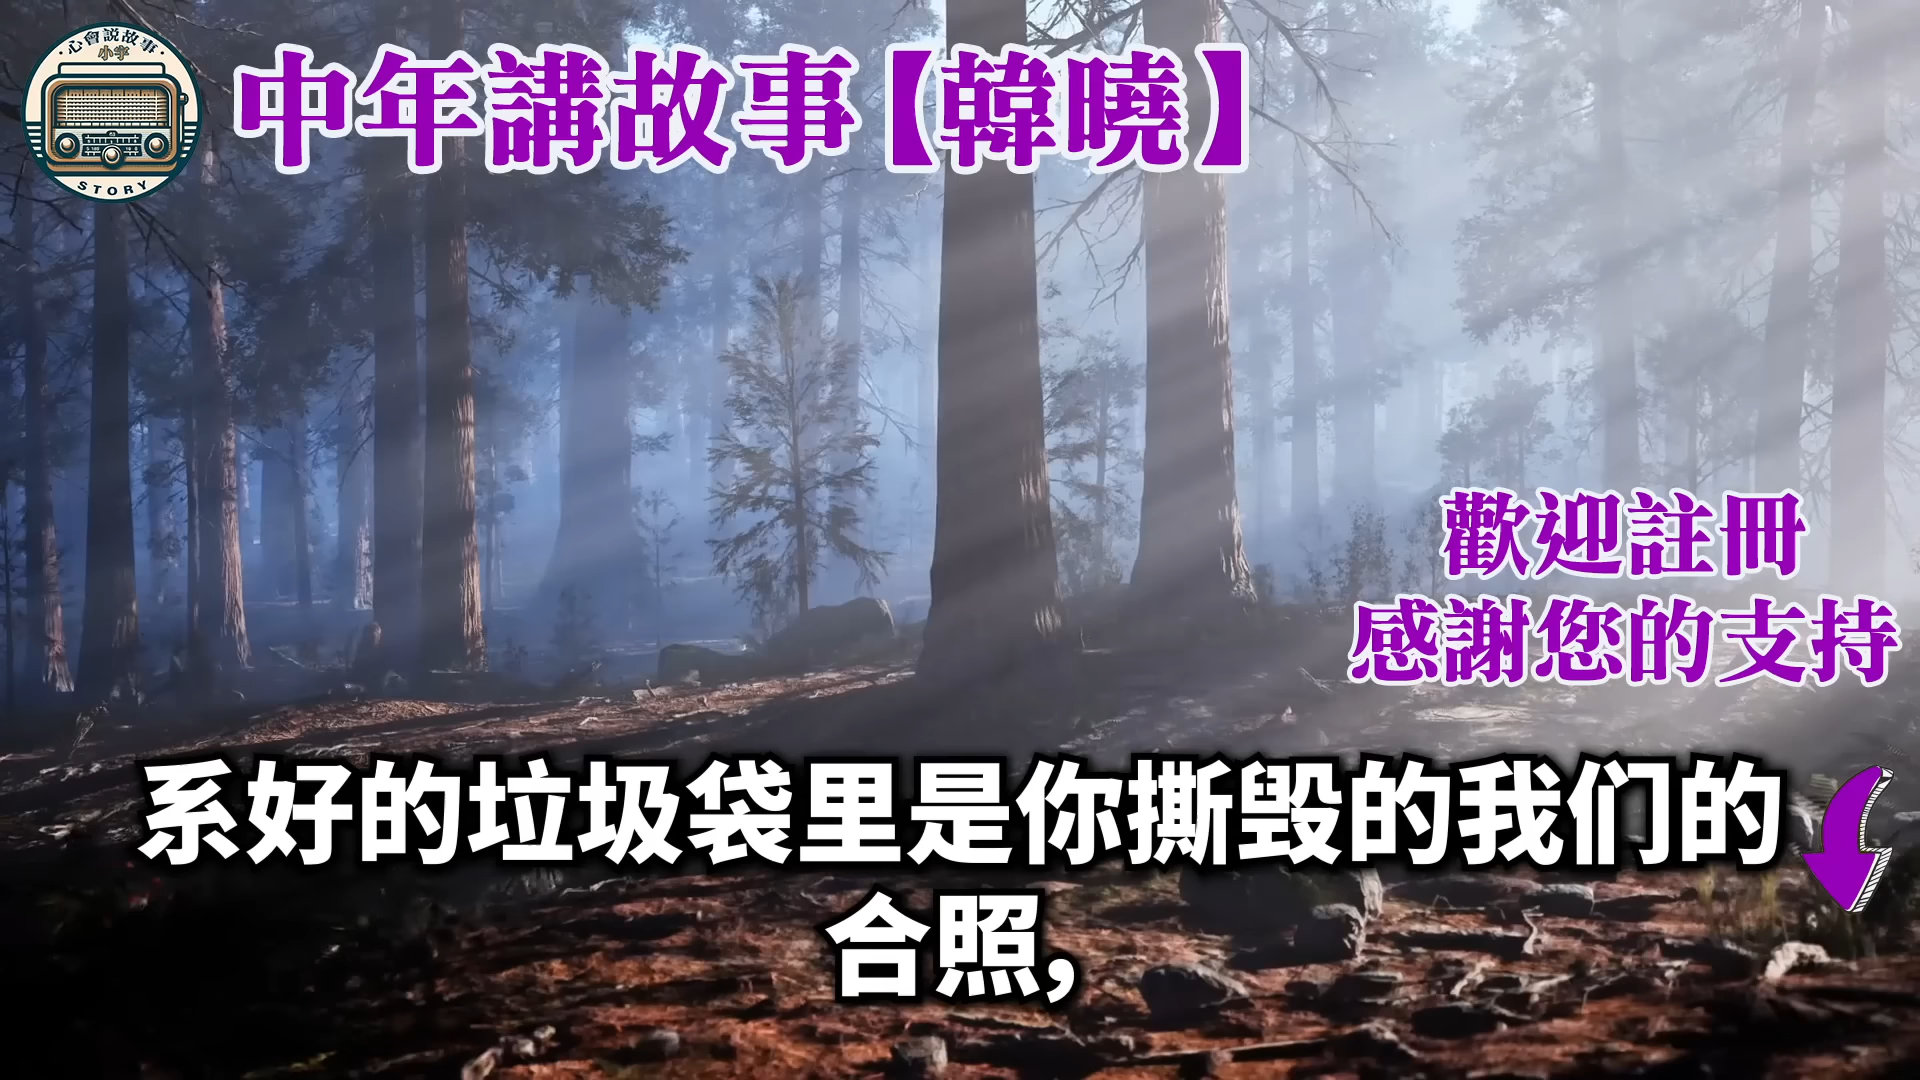 ·心會説故事·
小宇
STORY
中年講故事【韓曉】
歡迎註冊
感謝您的支持
系好的垃圾袋里是你撕毁的我们的
合照,